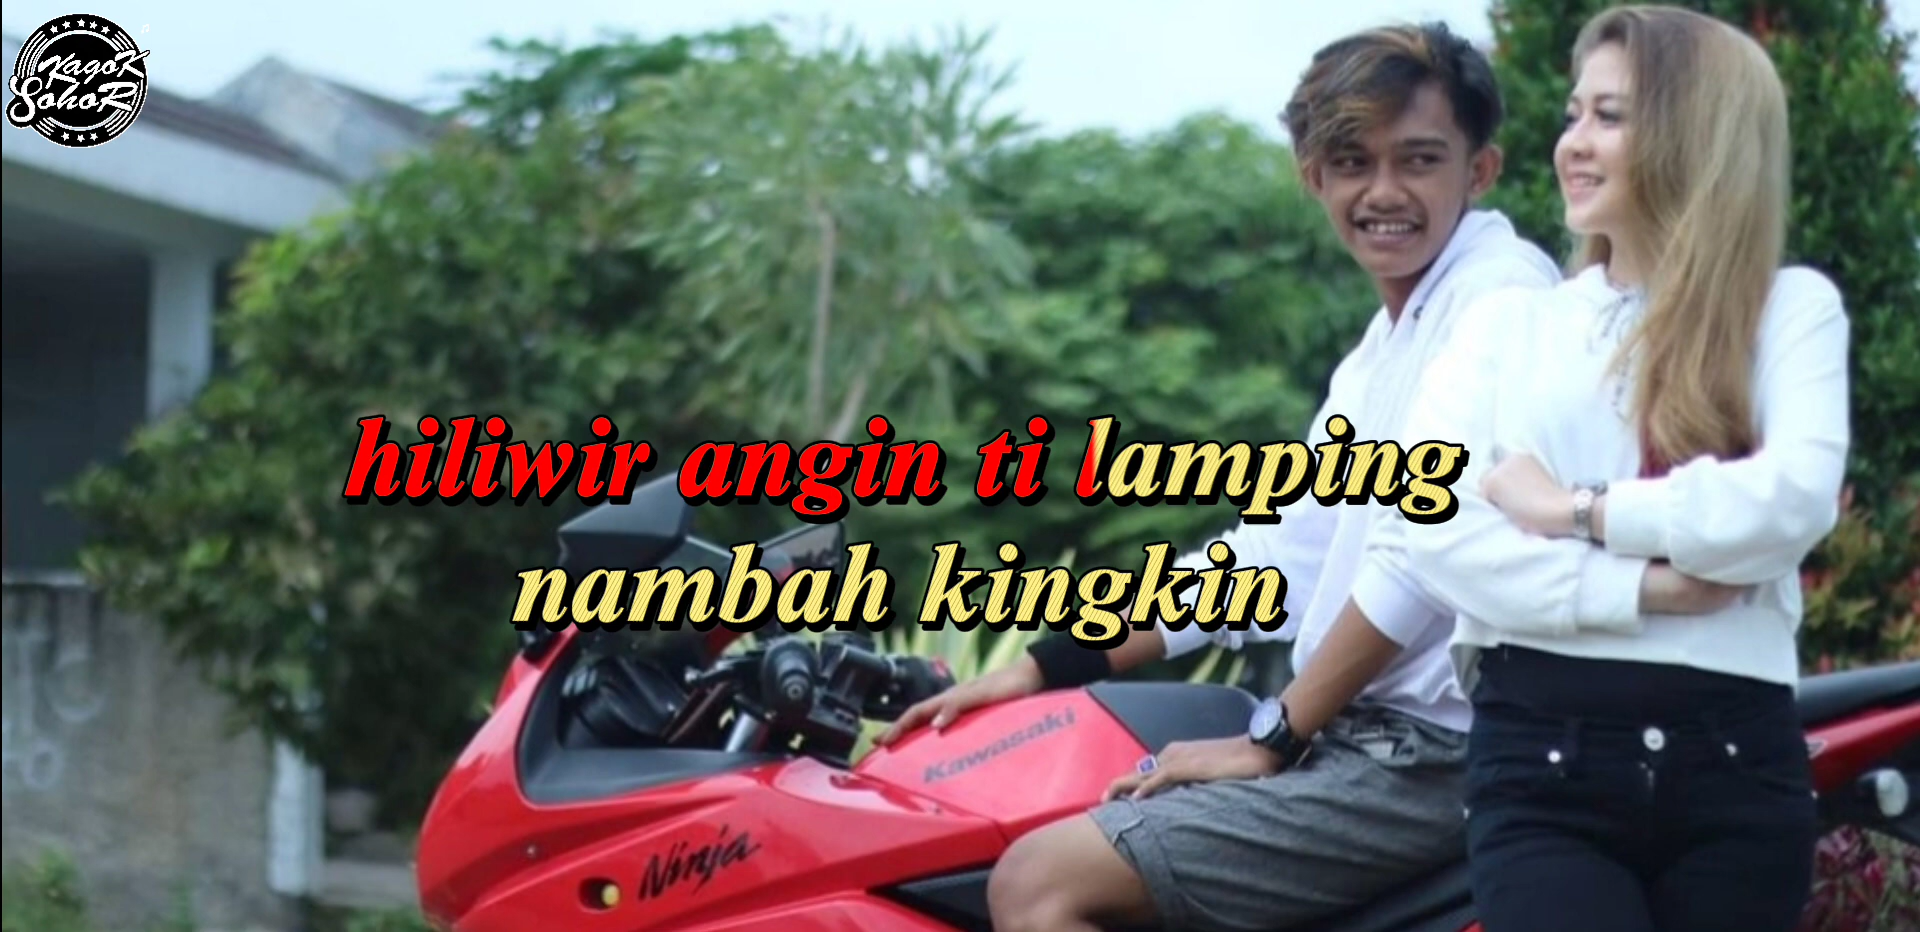 KagoK
SohoR
hiliwir angin ti lamping
nambah kingkin
Kawasaki
Ninja